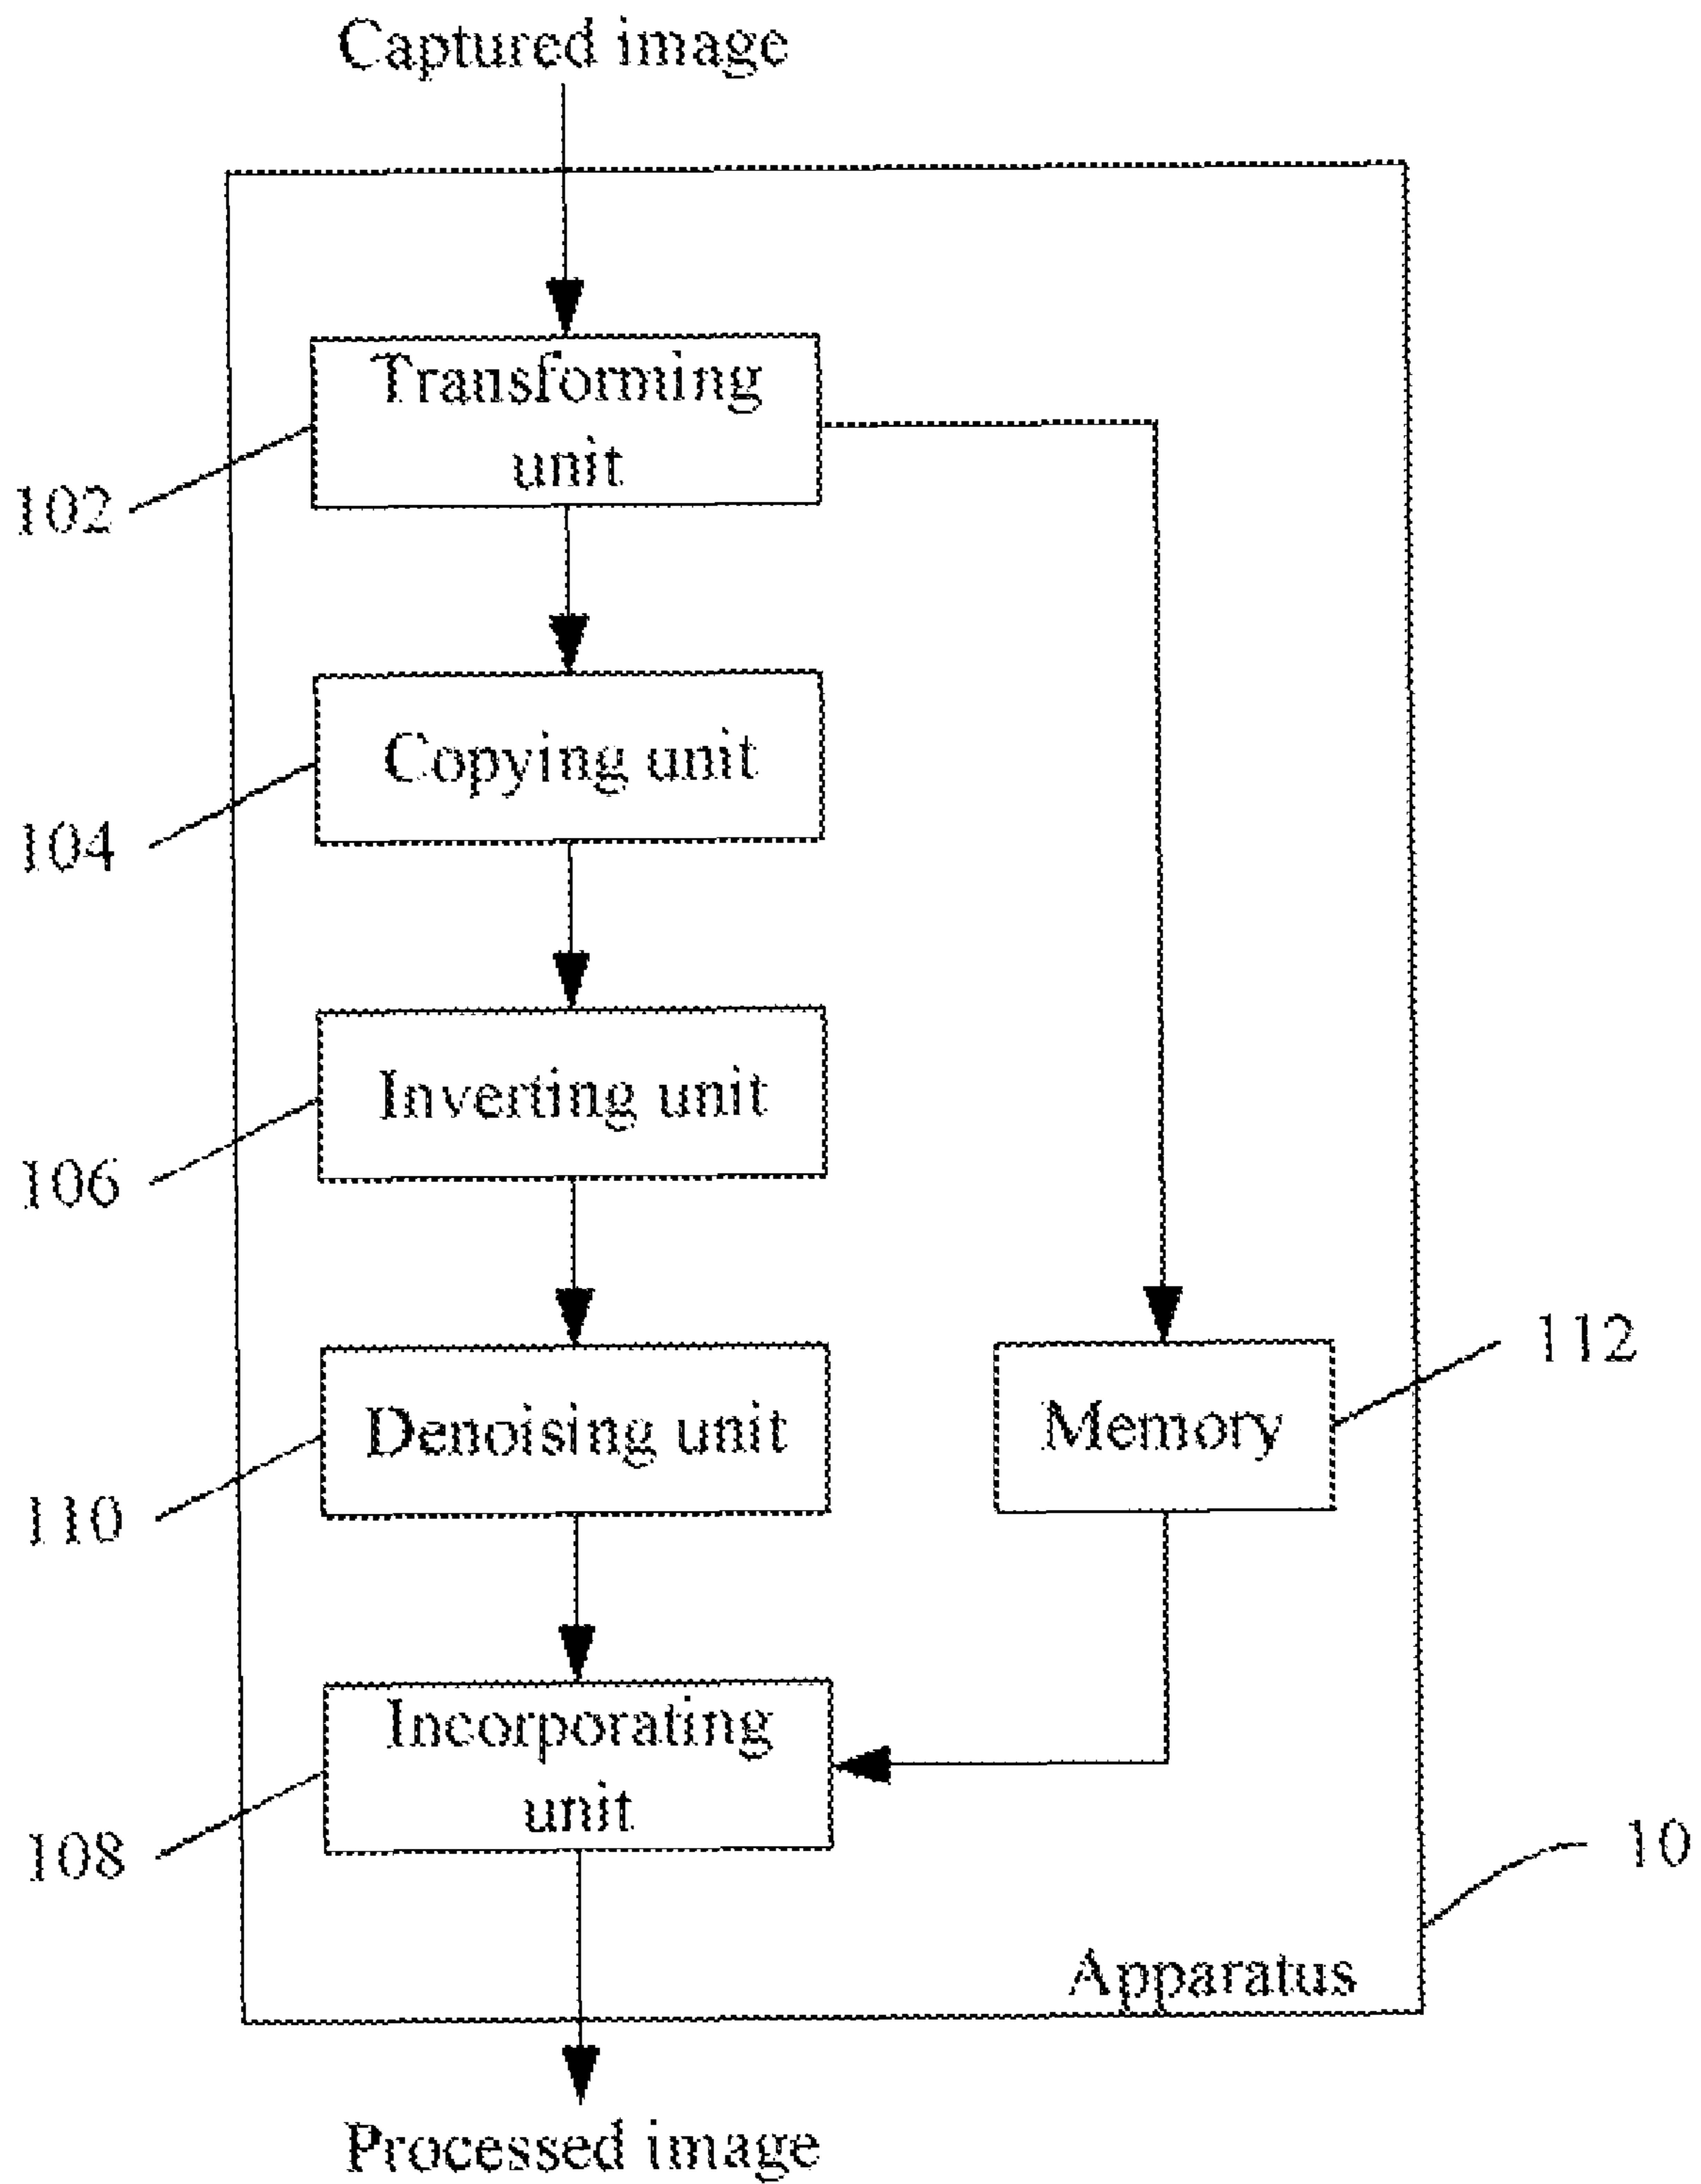 Captured image
Transforming
unit
102
Copying unit
104
Inverting unit
106
Denoising unit
110
Memory
112
Incorporating
unit
108
10
Apparatus
Processed image